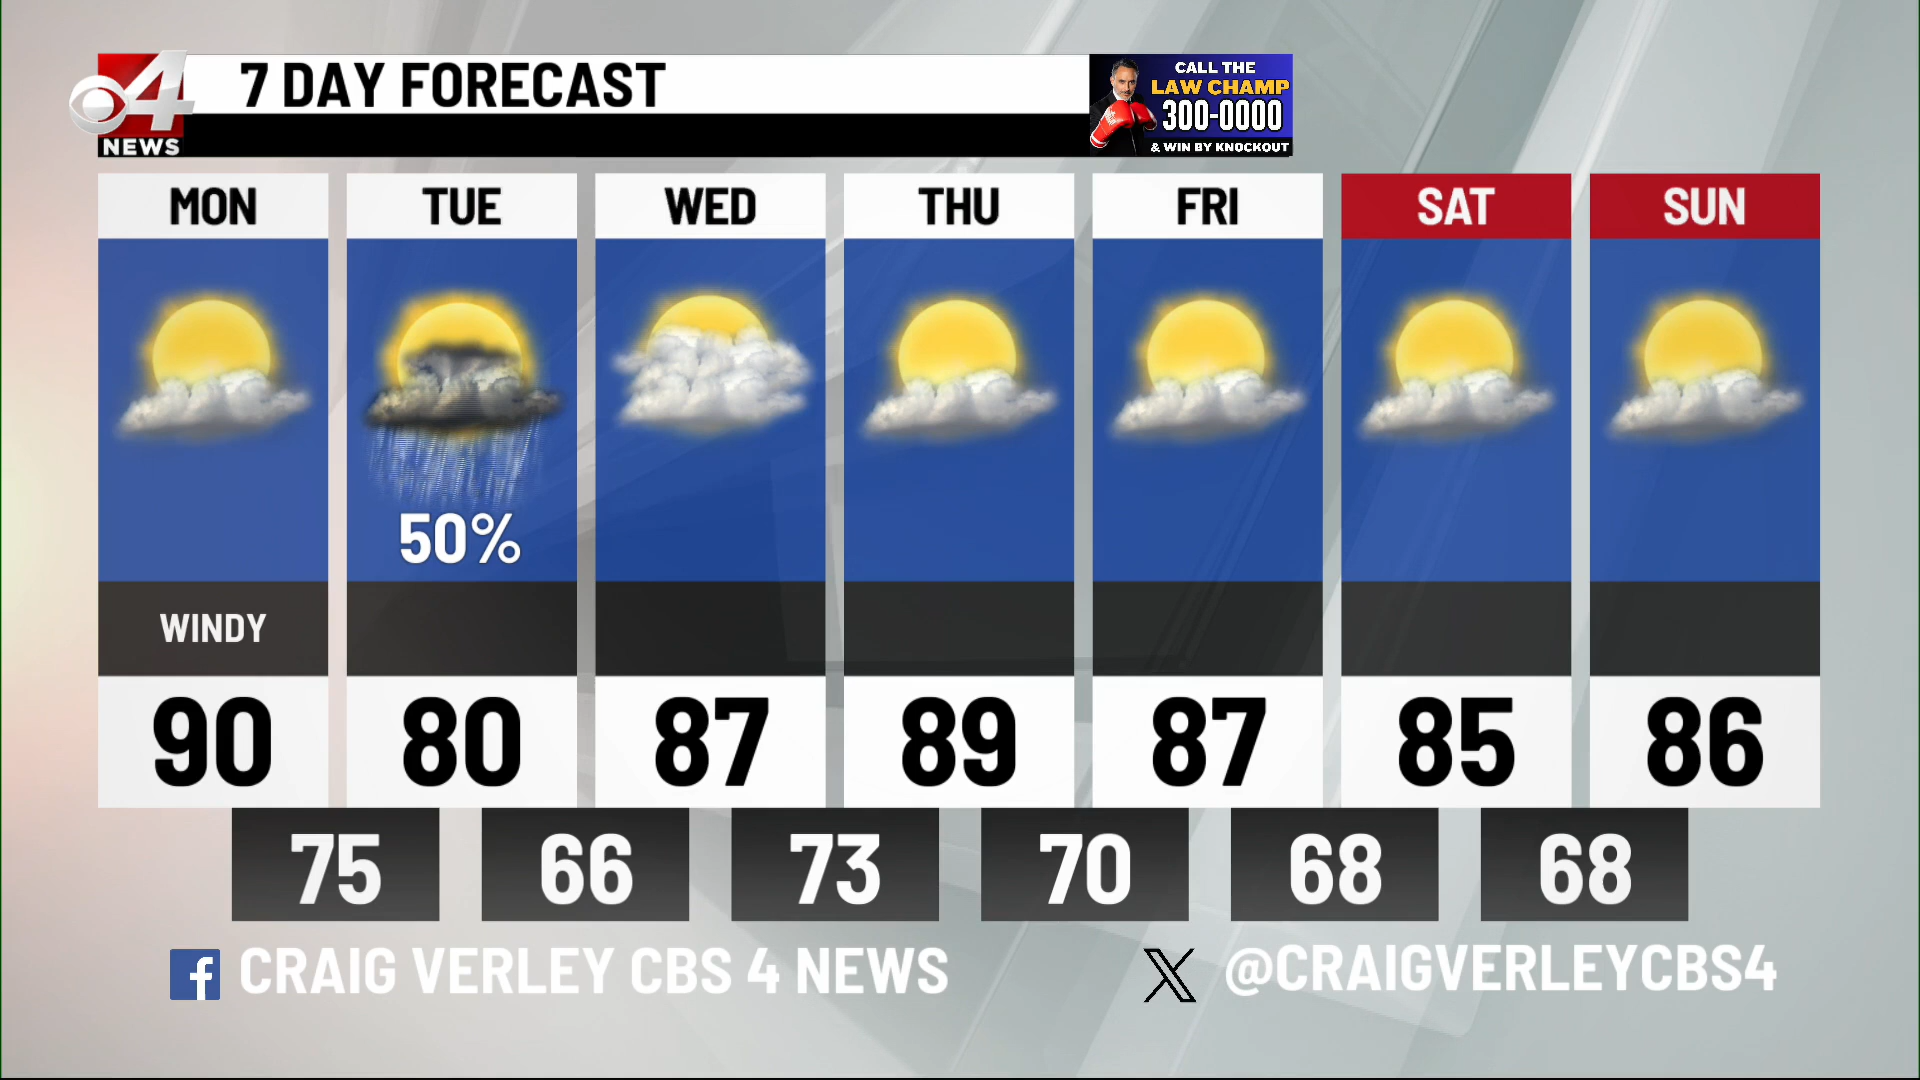 4
NEWS
7 DAY FORECAST
CALL THE
LAW CHAMP
300-0000
& WIN BY KNOCKOUT
MON TUE WED THU FRI SAT SUN
50%
WINDY
90 80 87 89 87 85 86
75 66 73 70 68 68
CRAIG VERLEY CBS 4 NEWS
@CRAIGVERLEYCBS4